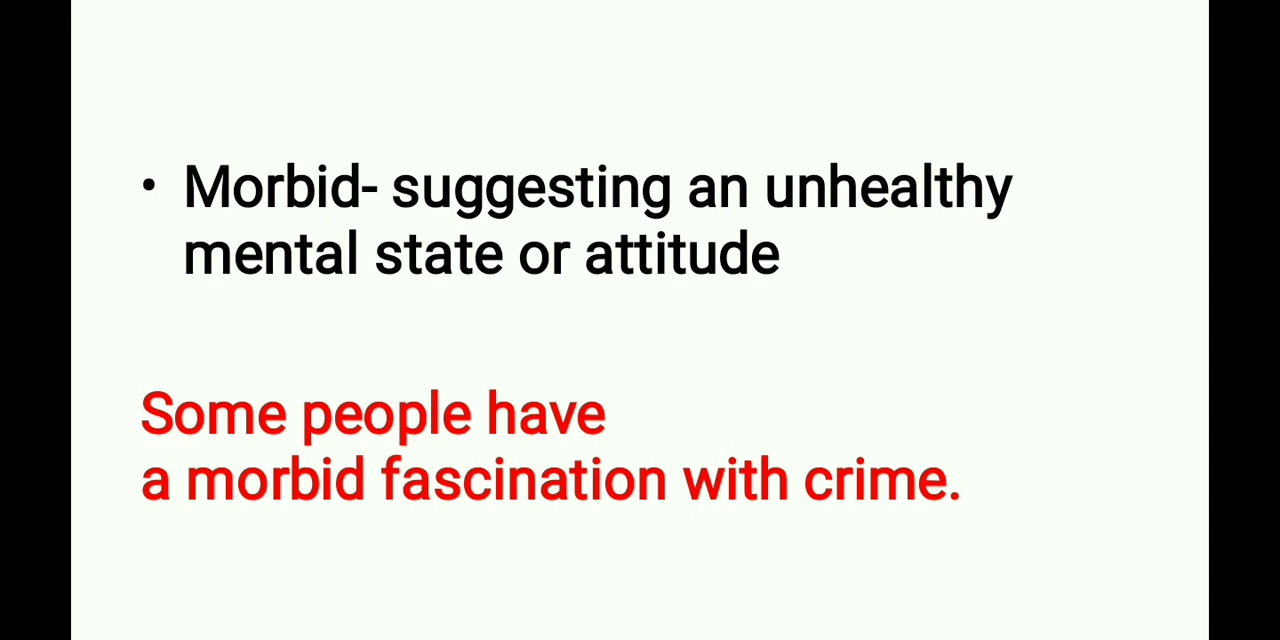 • Morbid- suggesting an unhealthy
mental state or attitude
Some people have
a morbid fascination with crime.